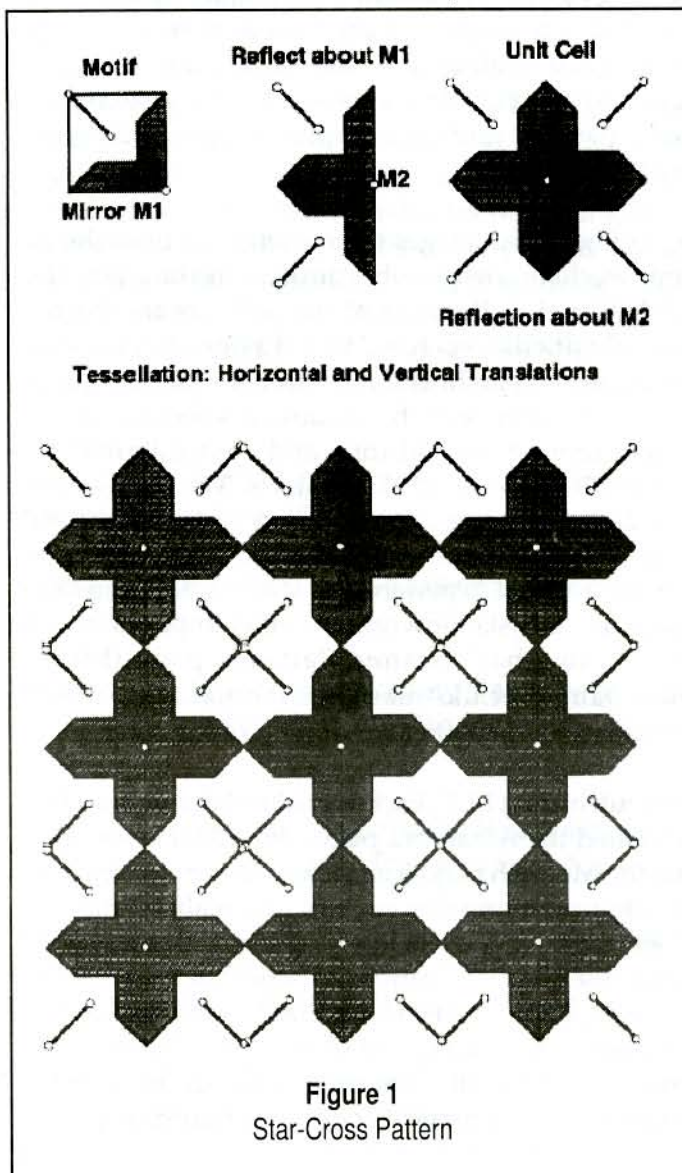 Motif
Reflect about M1
Unit Cell
M2
Mirror M1
Reflection about M2
Tessellation: Horizontal and Vertical Translations
Figure 1
Star-Cross Pattern